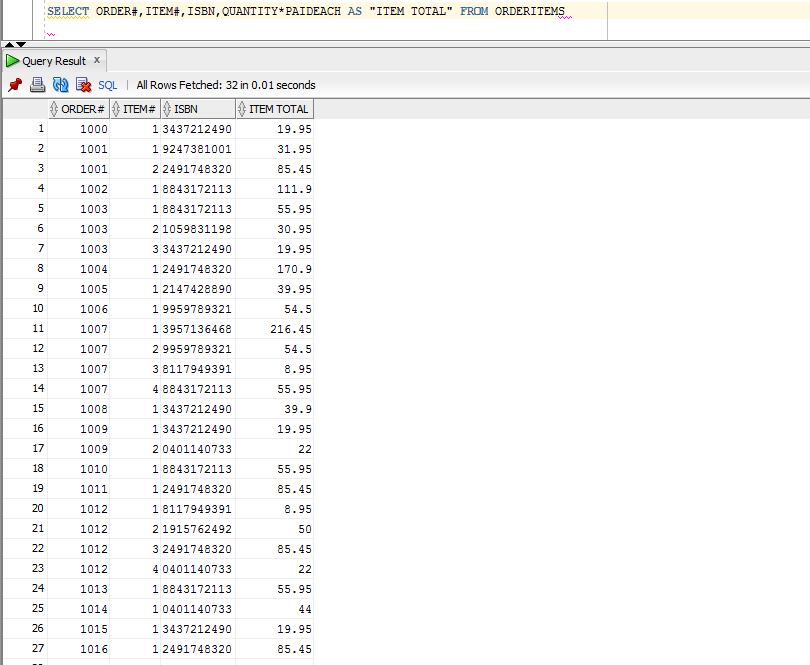 SELECT ORDER#,ITEM#,ISBN,QUANTITY*PAIDEACH AS "ITEM TOTAL" FROM ORDERITEMS
Query Result x
SQL | All Rows Fetched: 32 in 0.01 seconds
ORDER# ITEM# ISBN ITEM TOTAL
1 1000 1 3437212490 19.95
2 1001 1 9247381001 31.95
3 1001 2 2491748320 85.45
4 1002 1 8843172113 111.9
5 1003 1 8843172113 55.95
6 1003 2 1059831198 30.95
7 1003 3 3437212490 19.95
8 1004 1 2491748320 170.9
9 1005 1 2147428890 39.95
10 1006 1 9959789321 54.5
11 1007 1 3957136468 216.45
12 1007 2 9959789321 54.5
13 1007 3 8117949391 8.95
14 1007 4 8843172113 55.95
15 1008 1 3437212490 39.9
16 1009 1 3437212490 19.95
17 1009 2 0401140733 22
18 1010 1 8843172113 55.95
19 1011 1 2491748320 85.45
20 1012 1 8117949391 8.95
21 1012 2 1915762492 50
22 1012 3 2491748320 85.45
23 1012 4 0401140733 22
24 1013 1 8843172113 55.95
25 1014 1 0401140733 44
26 1015 1 3437212490 19.95
27 1016 1 2491748320 85.45